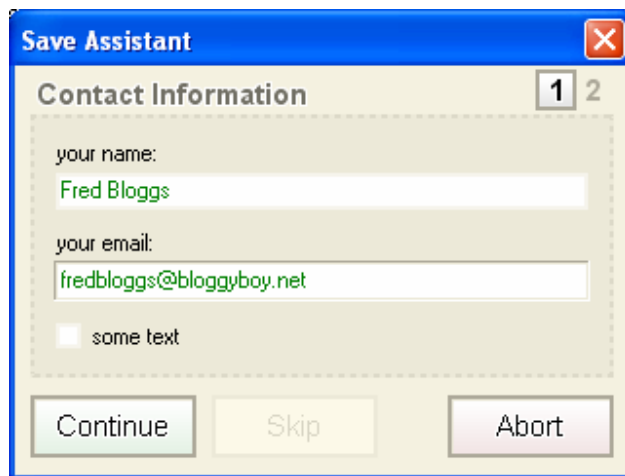 Save Assistant
Contact Information 1 2
your name:
Fred Bloggs
your email:
fredbloggs@bloggyboy.net
some text
Continue Skip Abort